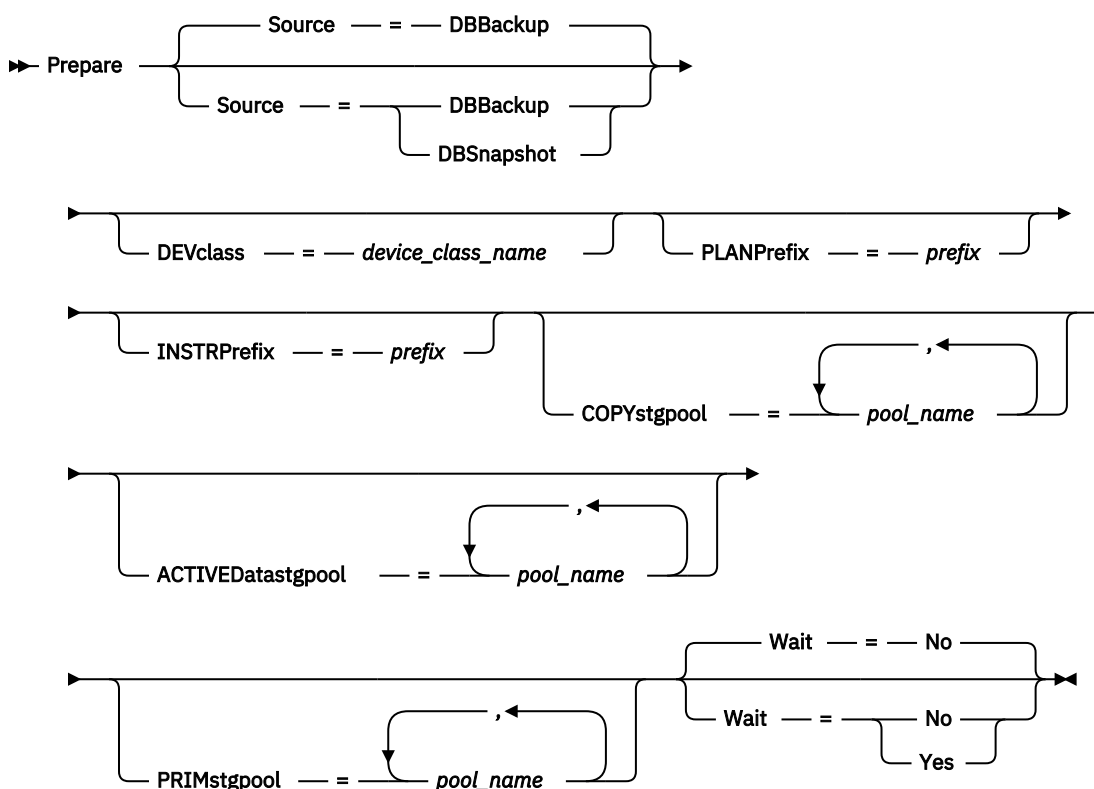 Source = DBBackup
Prepare
Source = DBBackup
DBSnapshot
DEVclass = device_class_name PLANPrefix = prefix
,
INSTRPrefix = prefix
COPYstgpool = pool_name
,
ACTIVEDatastgpool = pool_name
Wait = No
,
Wait = No
Yes
PRIMstgpool = pool_name